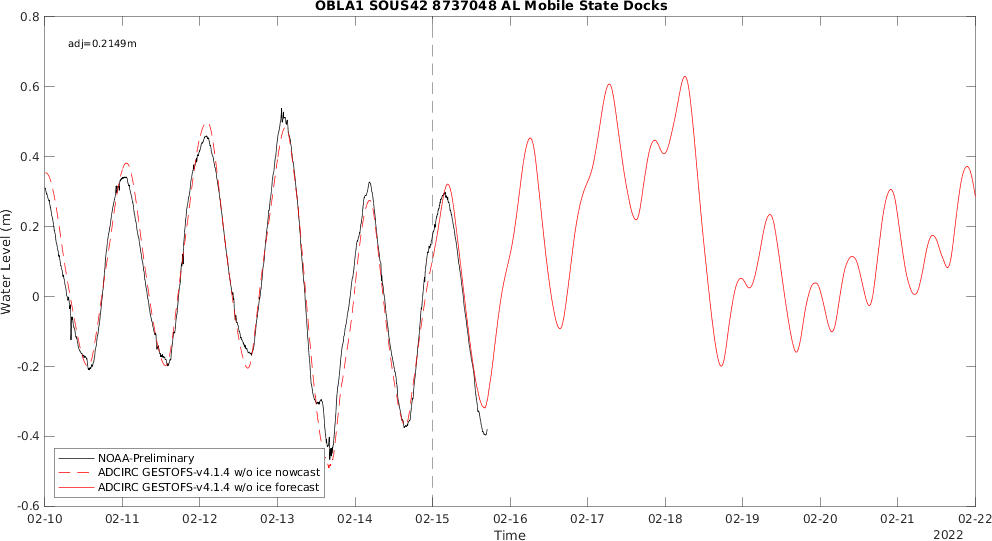 OBLA1 SOUS42 8737048 AL Mobile State Docks
adj=0.2149m
Water Level (m)
0.8
0.6
0.4
0.2
0
-0.2
-0.4
-0.6
NOAA-Preliminary
ADCIRC GESTOFS-v4.1.4 w/o ice nowcast
ADCIRC GESTOFS-v4.1.4 w/o ice forecast
02-10 02-11 02-12 02-13 02-14 02-15 02-16 02-17 02-18 02-19 02-20 02-21 02-22
Time
2022